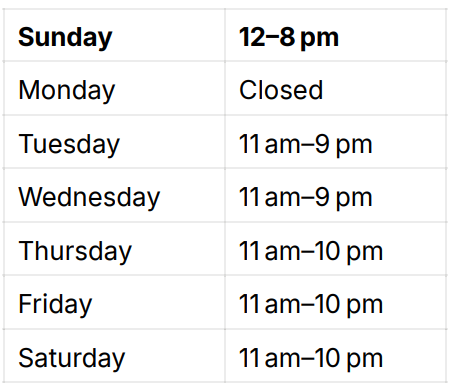 Sunday 12–8 pm
Monday Closed
Tuesday 11 am–9 pm
Wednesday 11 am–9 pm
Thursday 11 am–10 pm
Friday 11 am–10 pm
Saturday 11 am–10 pm